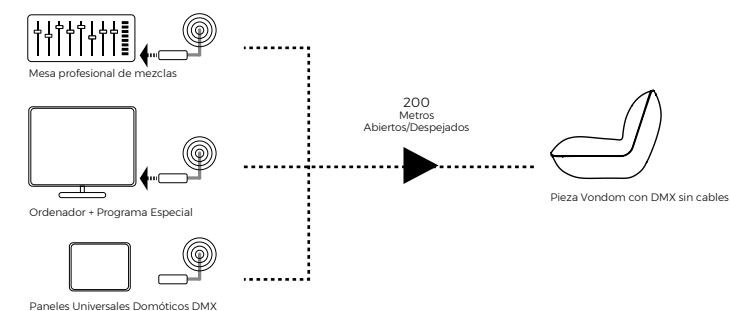 Mesa profesional de mezclas
Ordenador + Programa Especial
Paneles Universales Domóticos DMX
200
Metros
Abiertos/Despejados
Pieza Vondom con DMX sin cables